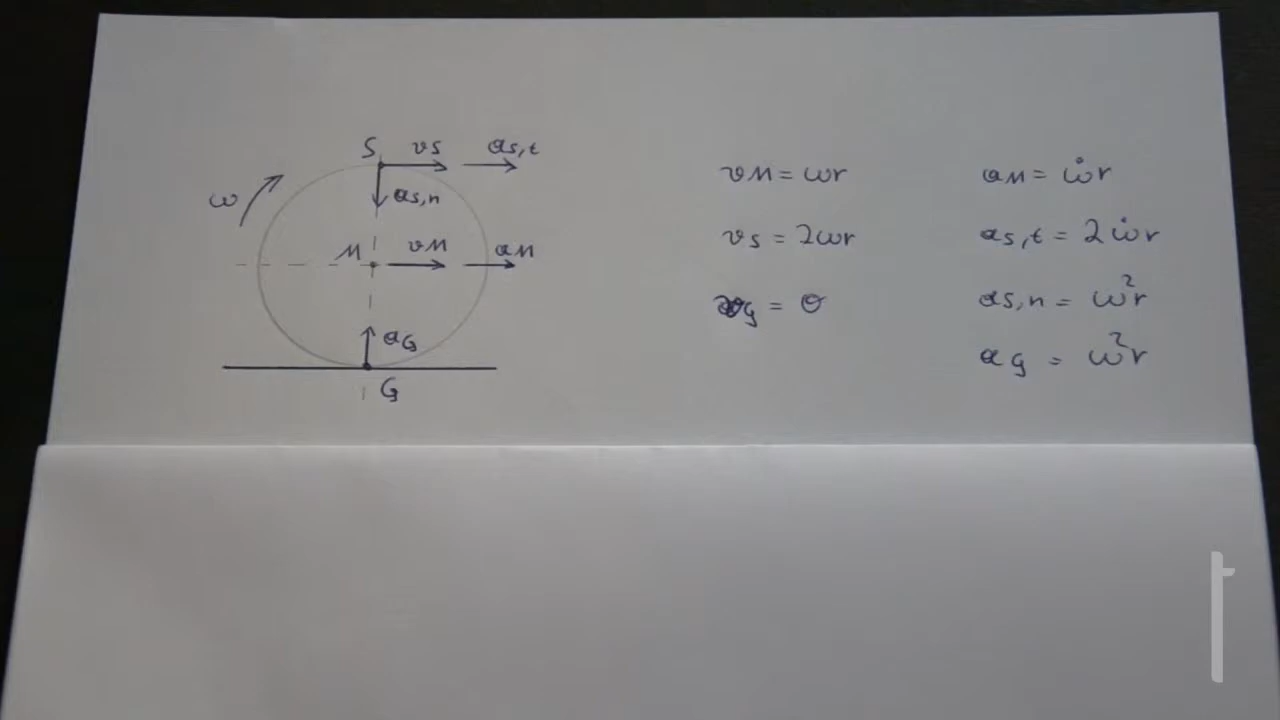 S vS aS,t
ω aS,n
M vM aM
aG
G
vM = ωr
vS = 2ωr
vG = 0
aM = ω̇r
aS,t = 2ω̇r
aS,n = ω²r
aG = ω²r